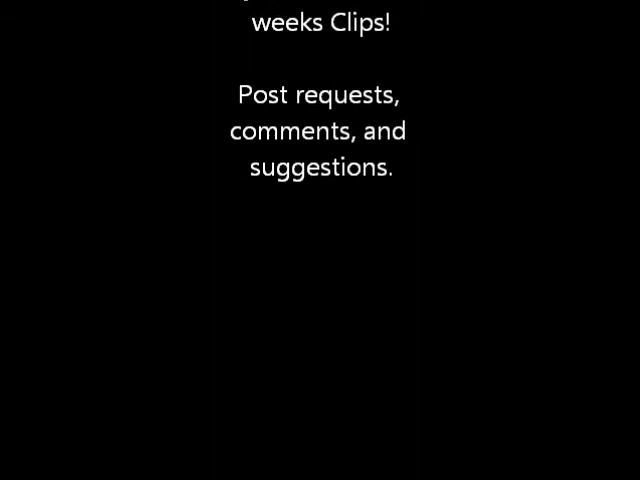 weeks Clips!
Post requests,
comments, and
suggestions.